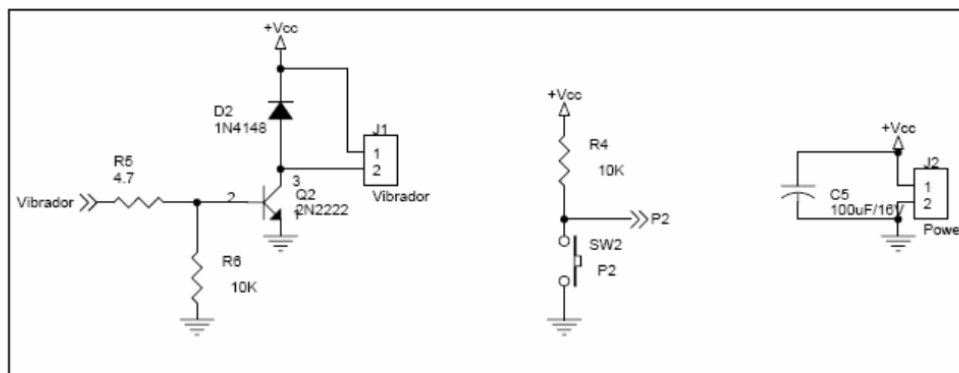 +Vcc
D2
1N4148
J1
1
2
Vibrador
R5
4.7
Vibrador
2
3
Q2
2N2222
1
R6
10K
+Vcc
R4
10K
P2
SW2
P2
+Vcc
J2
1
2
C5
100uF/16V
Powe